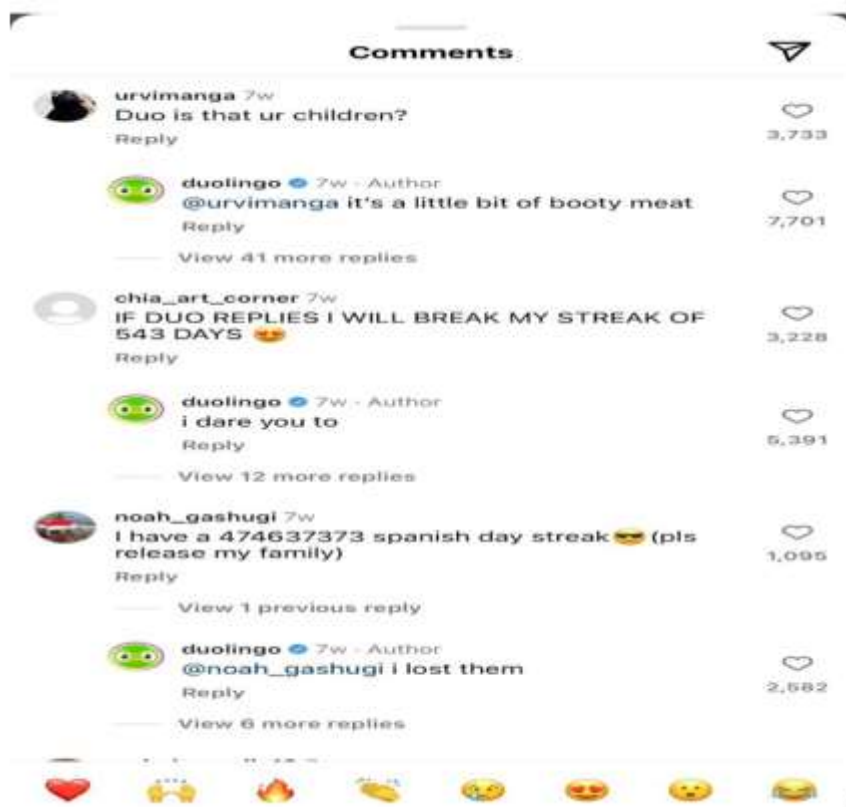 Comments
urvimanga 7w
Duo is that ur children?
Reply
3,733
duolingo 7w · Author
@urvimanga it's a little bit of booty meat
Reply
7,701
View 41 more replies
chia_art_corner 7w
IF DUO REPLIES I WILL BREAK MY STREAK OF
543 DAYS
Reply
3,228
duolingo 7w · Author
i dare you to
Reply
5,391
View 12 more replies
noah_gashugi 7w
I have a 474637373 spanish day streak (pls
release my family)
Reply
1,095
View 1 previous reply
duolingo 7w · Author
@noah_gashugi i lost them
Reply
2,582
View 6 more replies